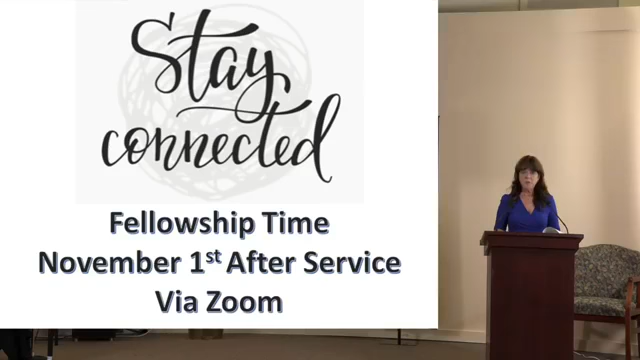 Stay
connected
Fellowship Time
November 1st After Service
Via Zoom